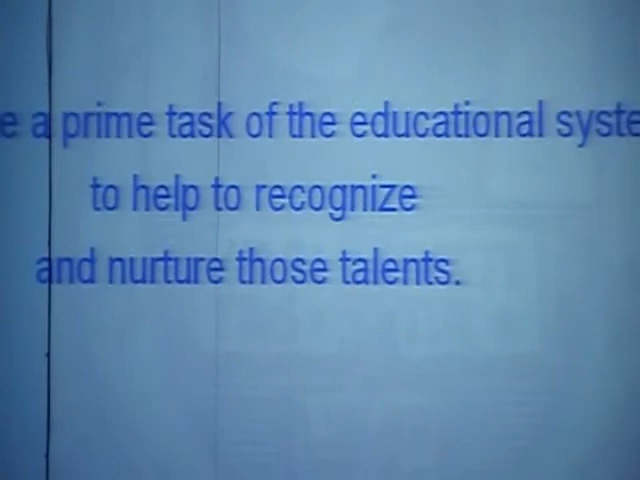 e a prime task of the educational syste
to help to recognize
and nurture those talents.